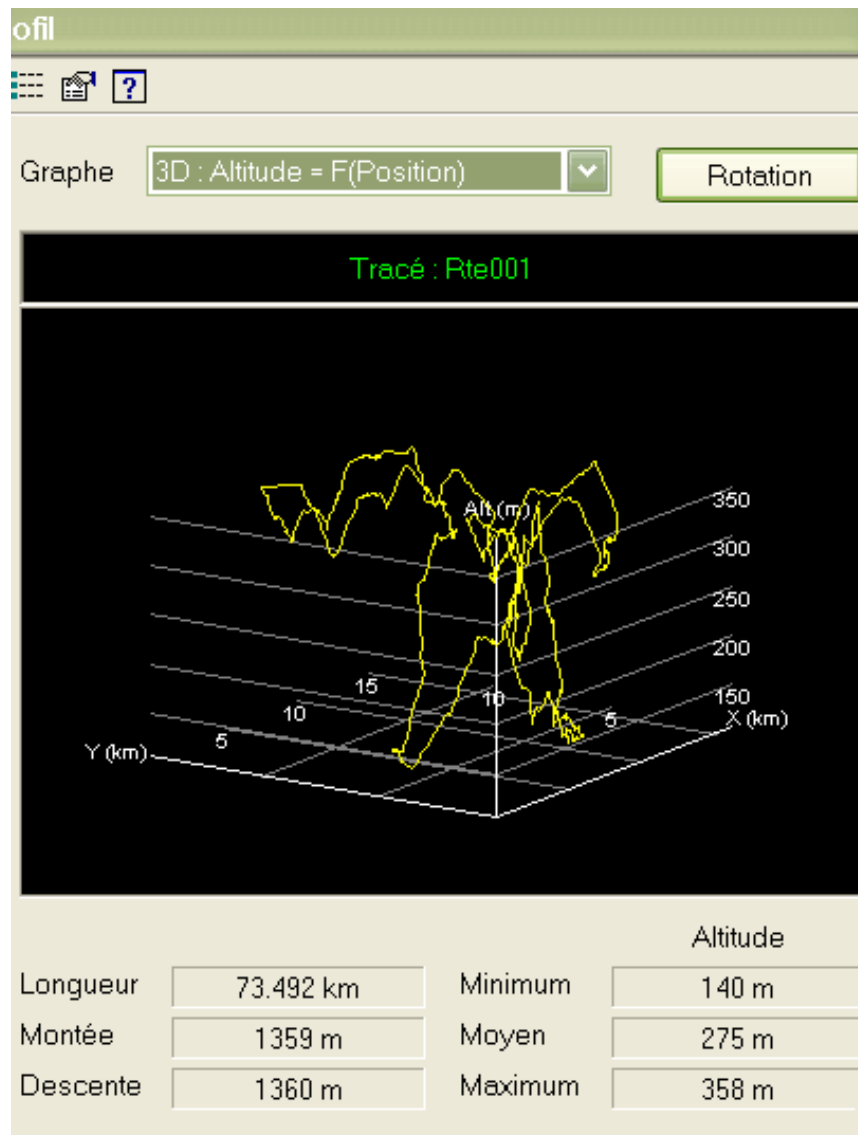 ofil
?
Graphe 3D : Altitude = F(Position) Rotation
Tracé : Rte001
Alt (m)
350
300
250
200
150
X (km)
15
10
5
Y (km)
10
5
Altitude
Longueur 73.492 km Minimum 140 m
Montée 1359 m Moyen 275 m
Descente 1360 m Maximum 358 m